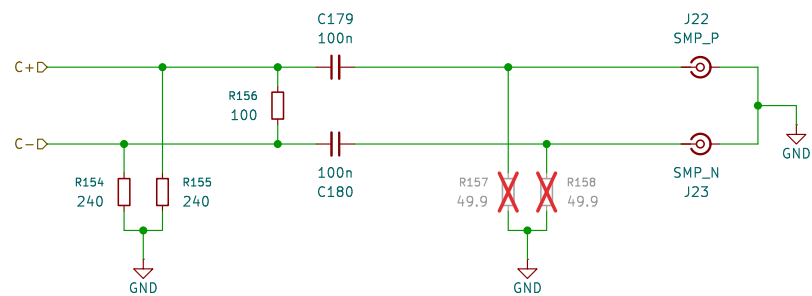 C179
100n
J22
SMP_P
C+
R156
100
C-
GND
100n
C180
SMP_N
J23
R154
240
R155
240
R157
49.9
R158
49.9
GND
GND